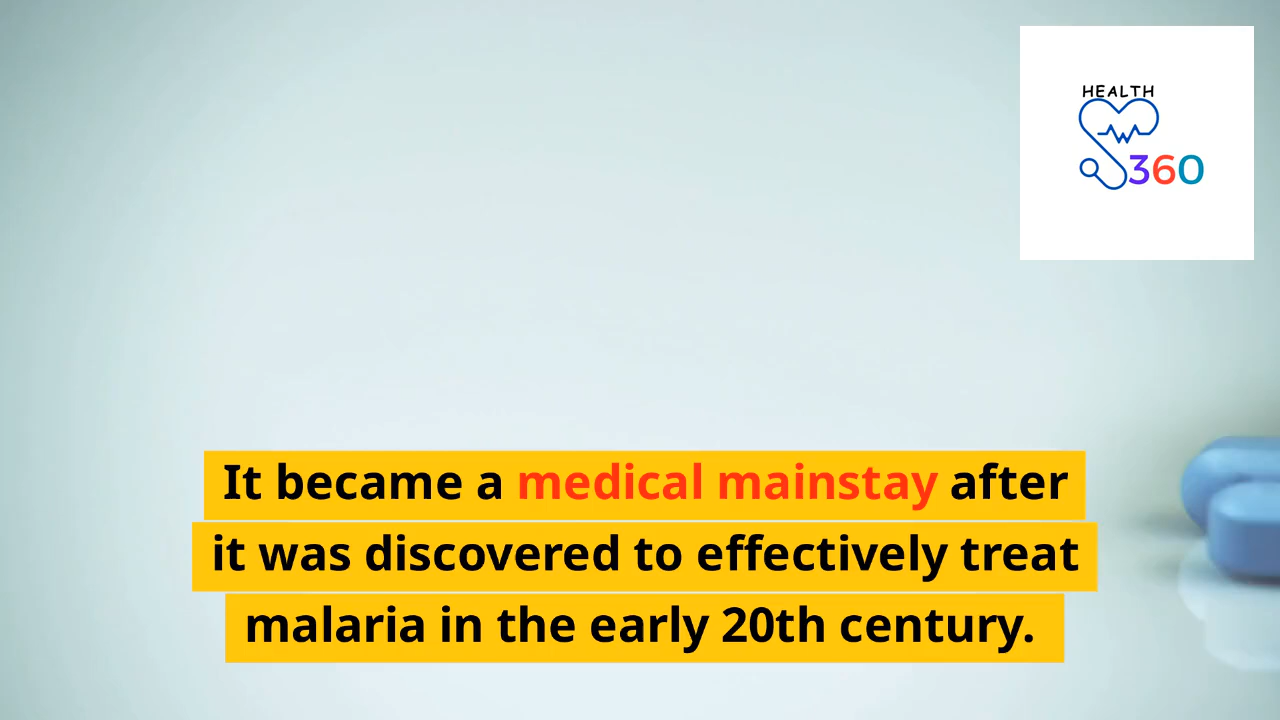 HEALTH
360
It became a medical mainstay after
it was discovered to effectively treat
malaria in the early 20th century.